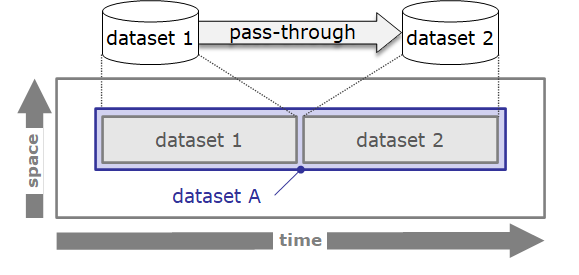 dataset 1
pass-through
dataset 2
space
dataset 1
dataset 2
dataset A
time